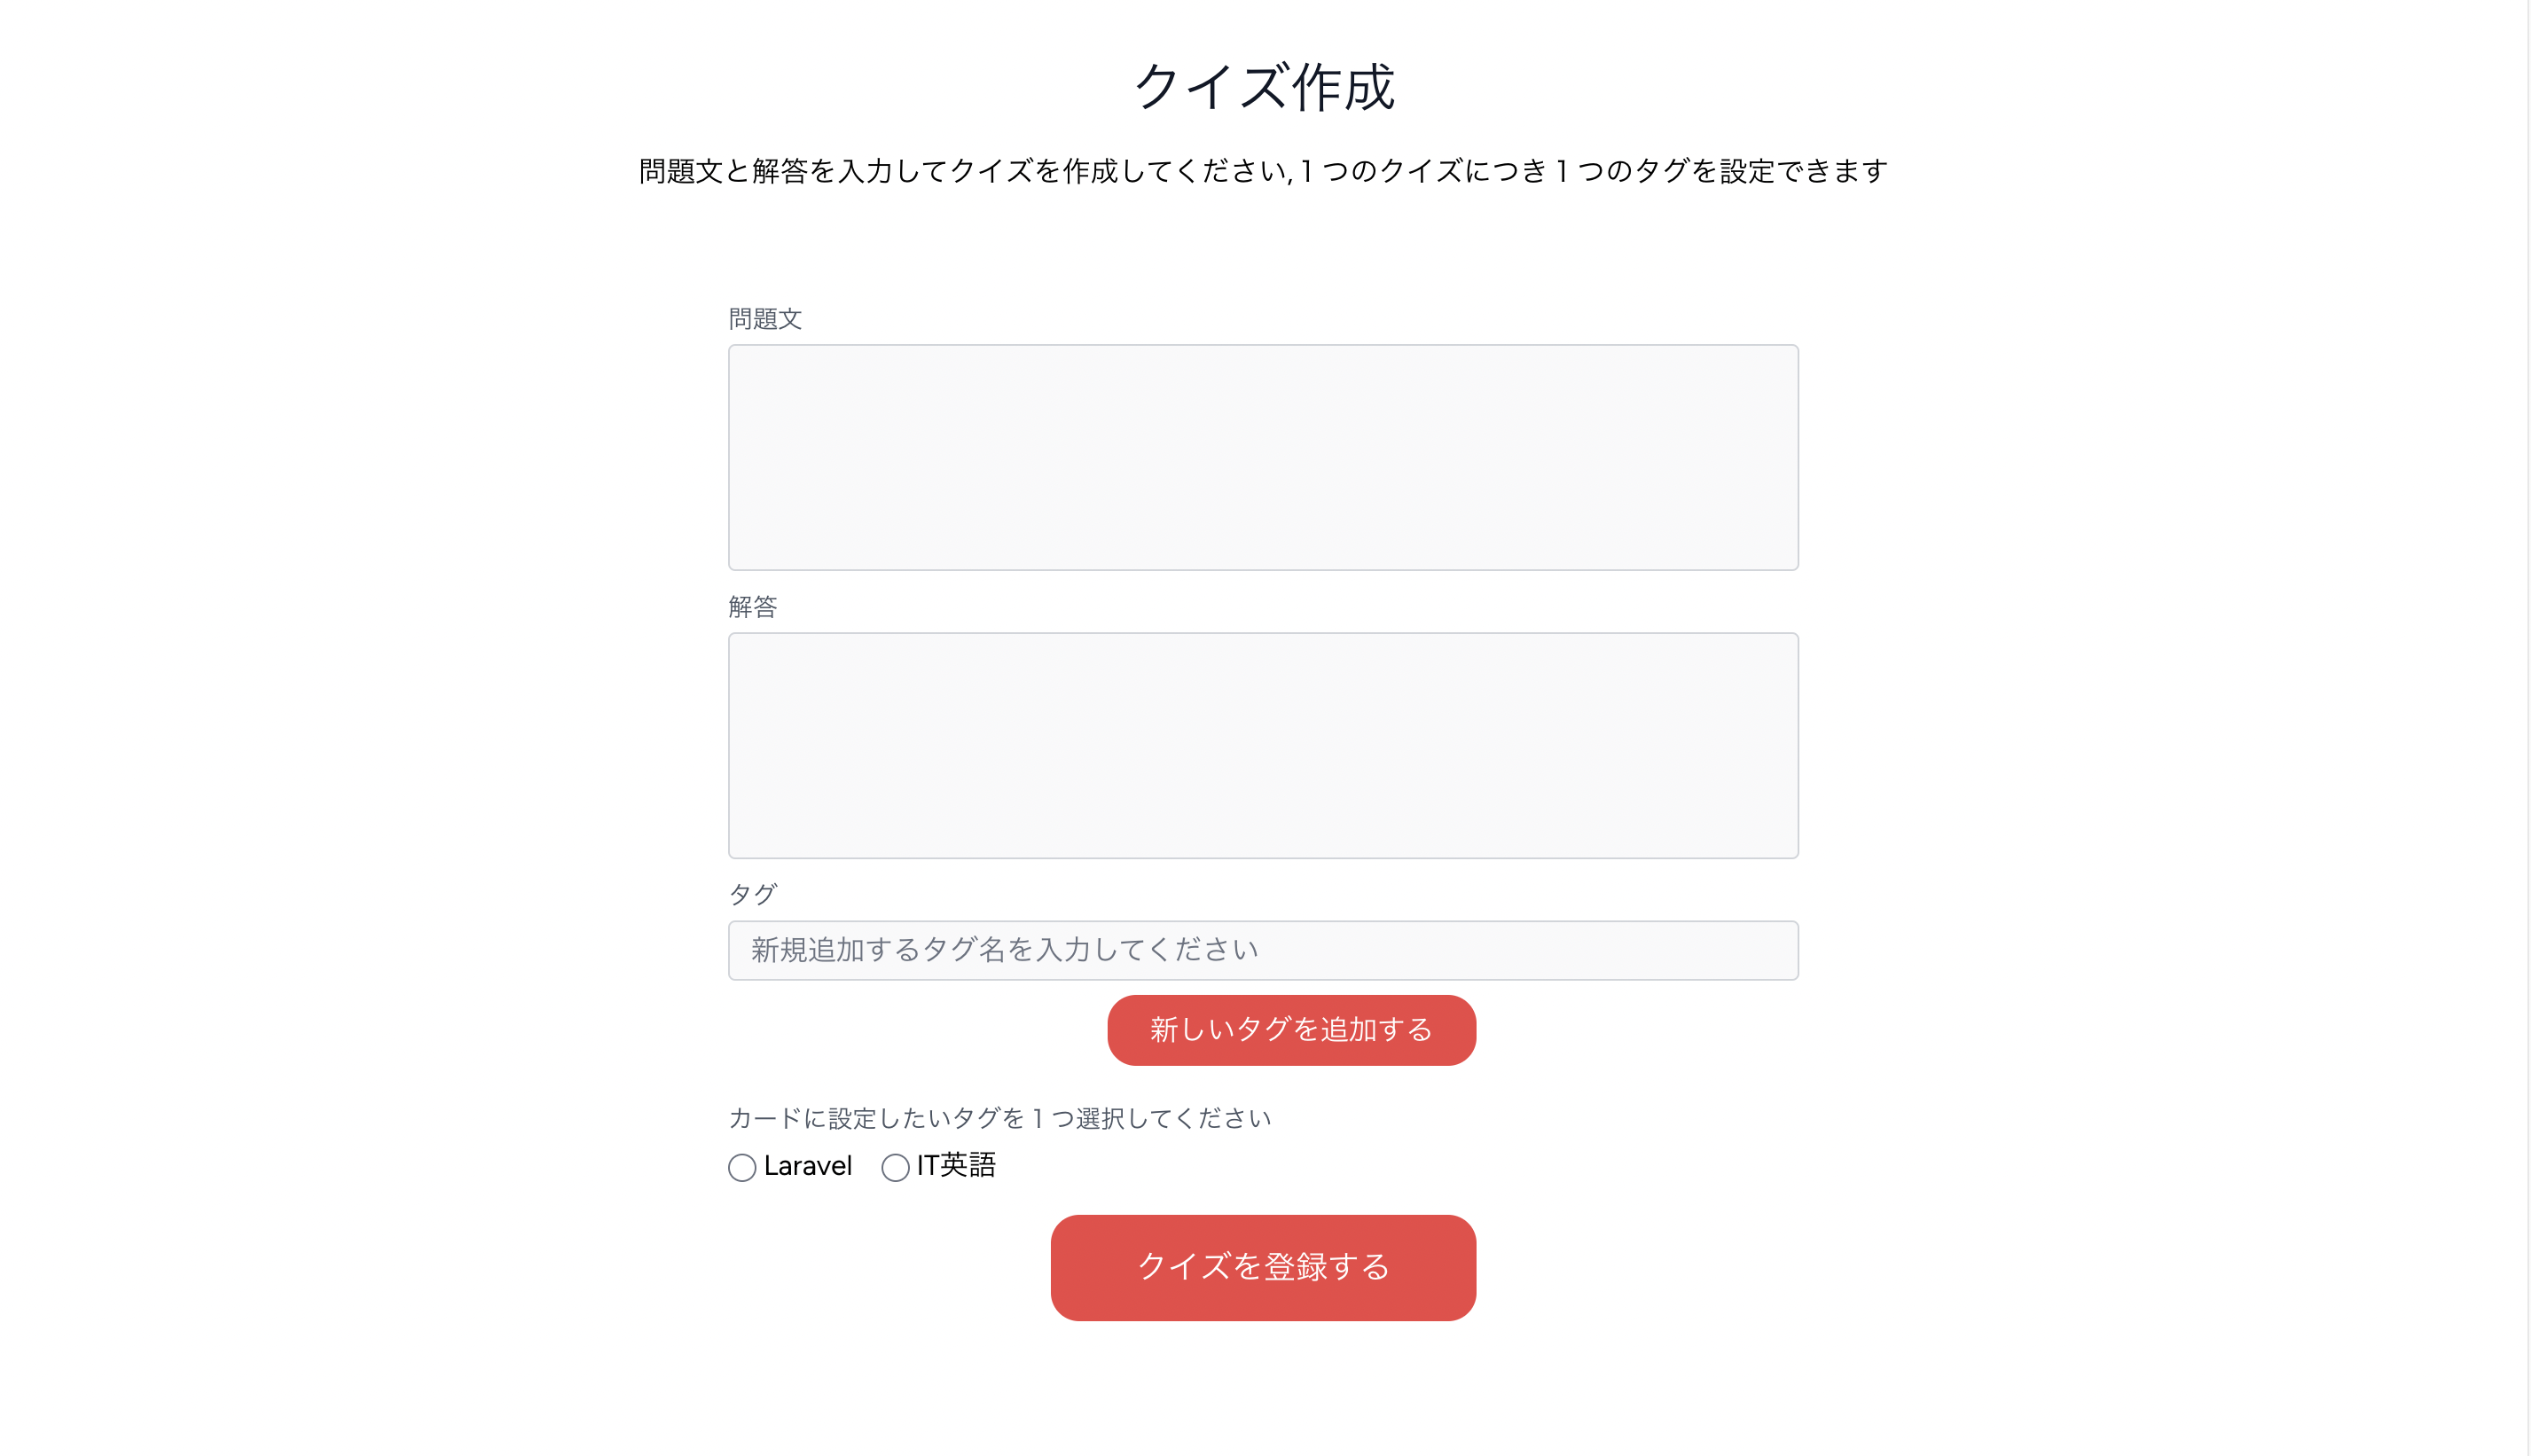 クイズ作成
問題文と解答を入力してクイズを作成してください,1つのクイズにつき1つのタグを設定できます
問題文
解答
タグ
新規追加するタグ名を入力してください
新しいタグを追加する
カードに設定したいタグを1つ選択してください
Laravel IT英語
クイズを登録する